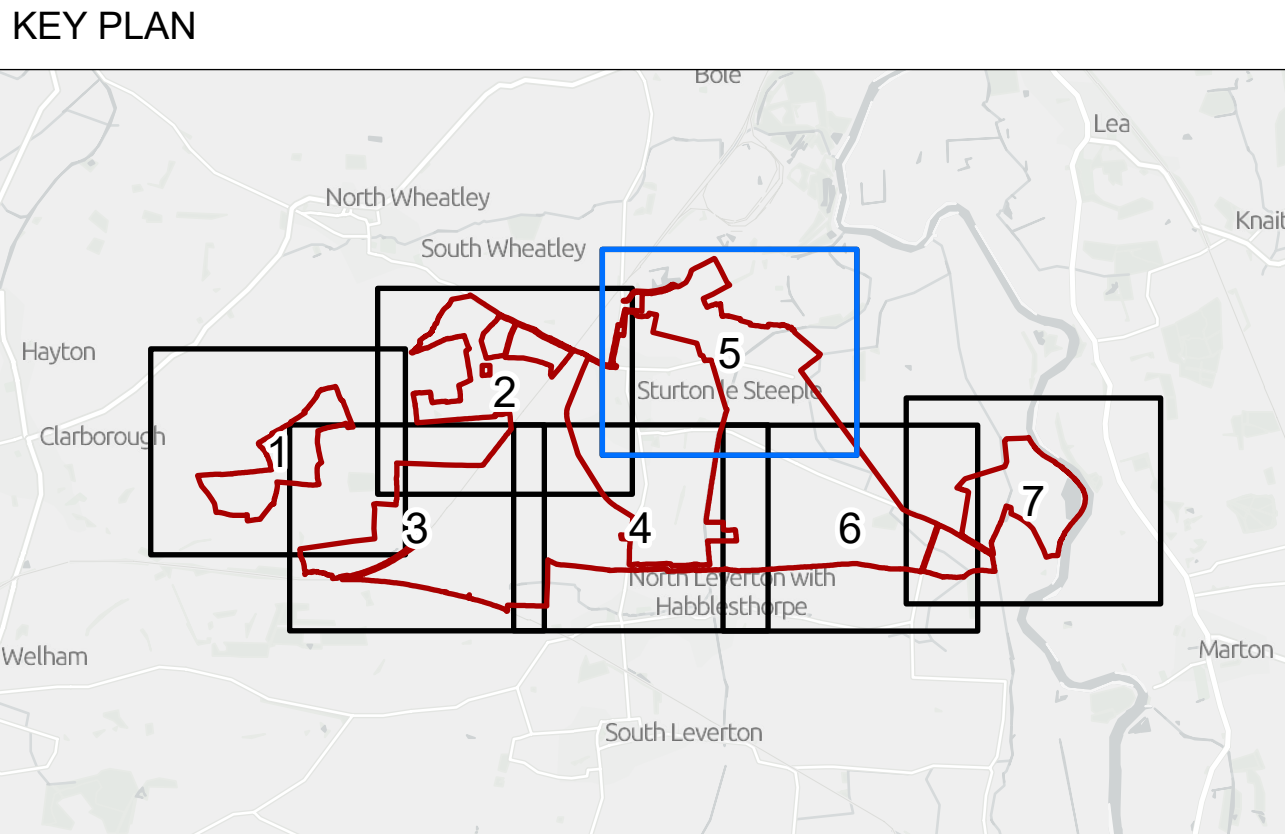 KEY PLAN
Bole
Lea
North Wheatley
Knait
South Wheatley
Hayton
5
Sturton le Steeple
2
Clarborough
1
7
3
4
6
North Leverton with
Habblesthorpe
Welham
Marton
South Leverton